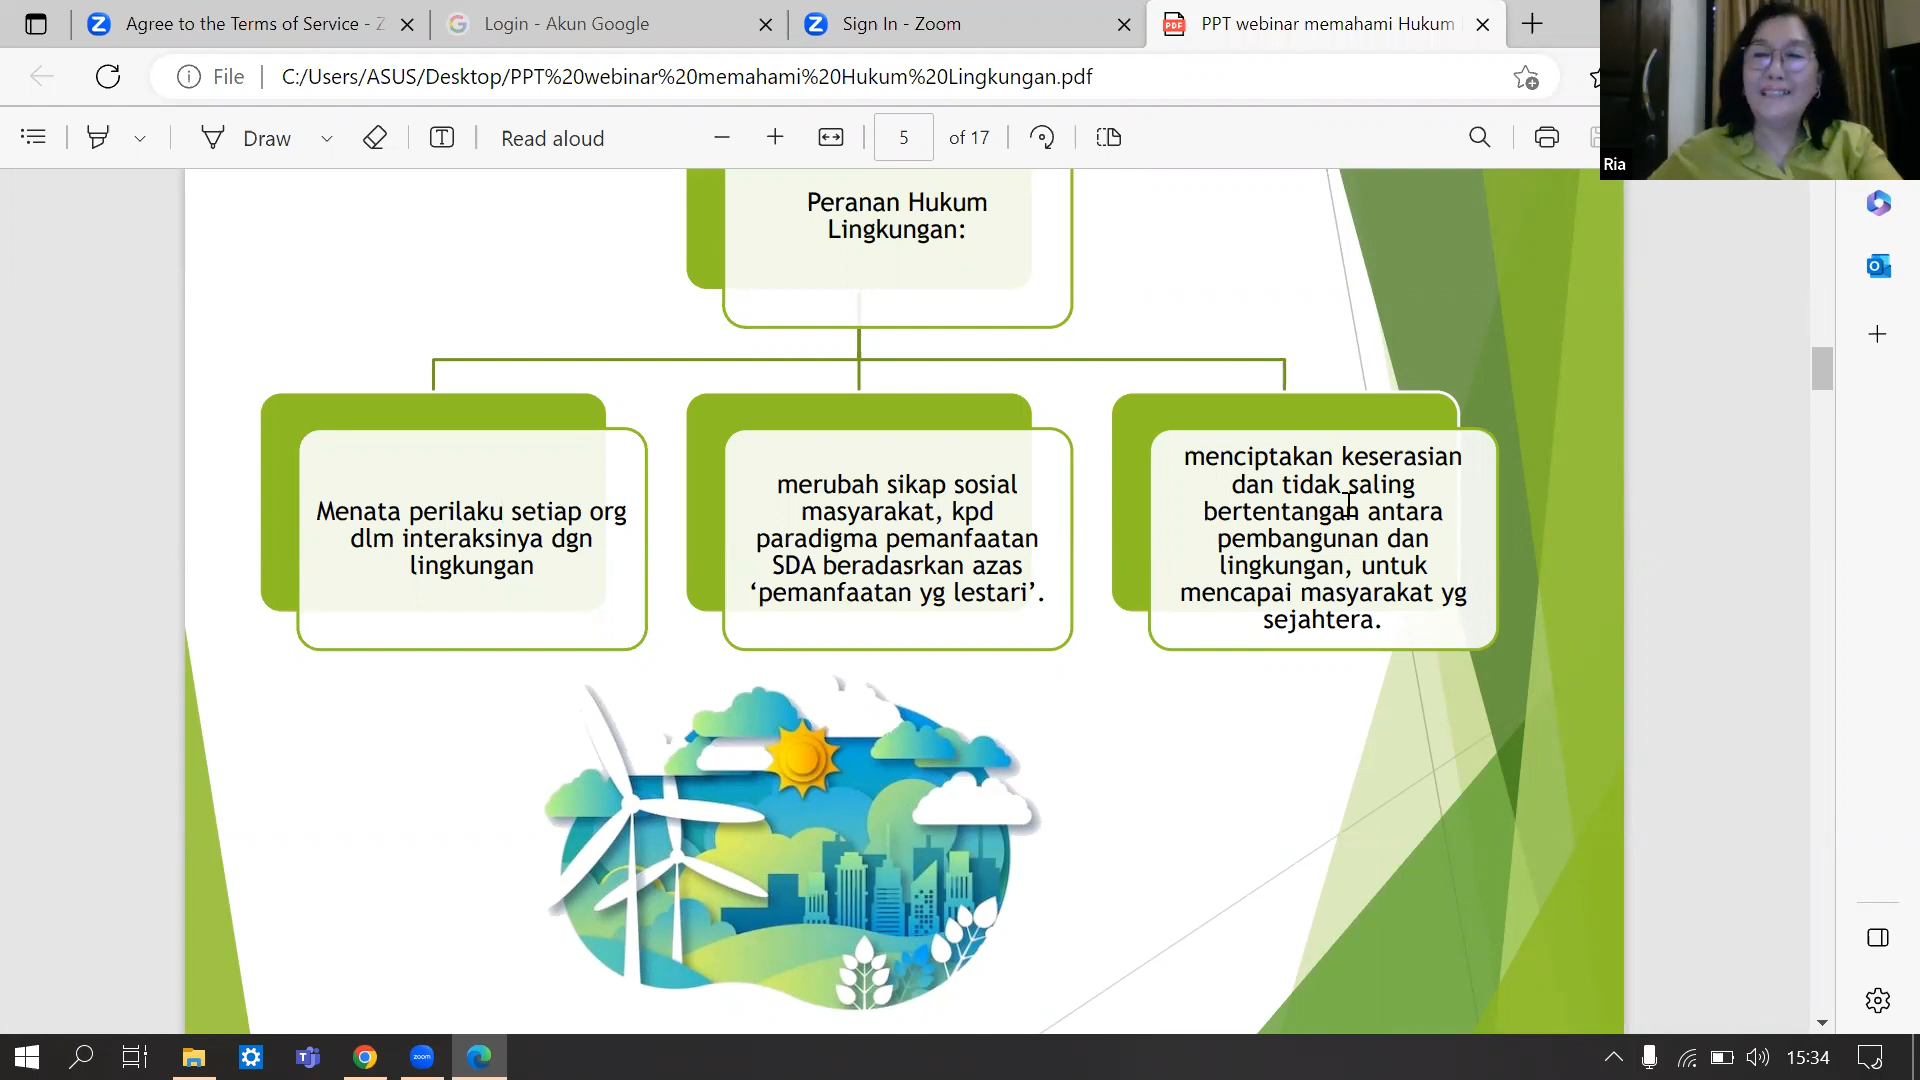 Agree to the Terms of Service - Z
Login - Akun Google
Sign In - Zoom
PDF
PPT webinar memahami Hukum
File
C:/Users/ASUS/Desktop/PPT%20webinar%20memahami%20Hukum%20Lingkungan.pdf
Draw
Read aloud
5
of 17
Ria
Peranan Hukum
Lingkungan:
Menata perilaku setiap org
dlm interaksinya dgn
lingkungan
merubah sikap sosial
masyarakat, kpd
paradigma pemanfaatan
SDA beradasrkan azas
‘pemanfaatan yg lestari’.
menciptakan keserasian
dan tidak saling
bertentangan antara
pembangunan dan
lingkungan, untuk
mencapai masyarakat yg
sejahtera.
zoom
15:34